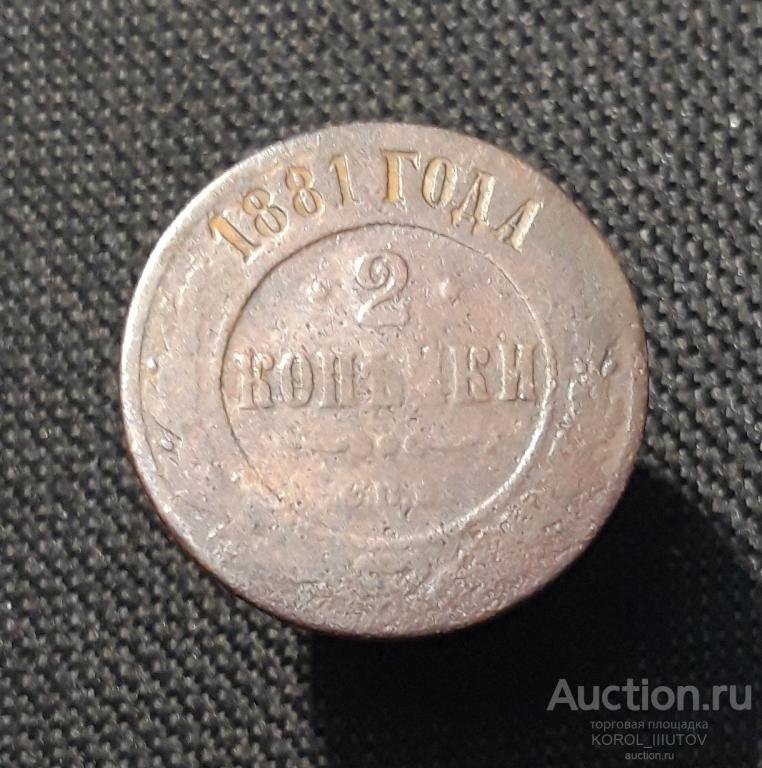 1881 ГОДА
2
КОПѢЙКИ
Auction.ru
торговая площадка
KOROL_IIIUTOV
auction.ru